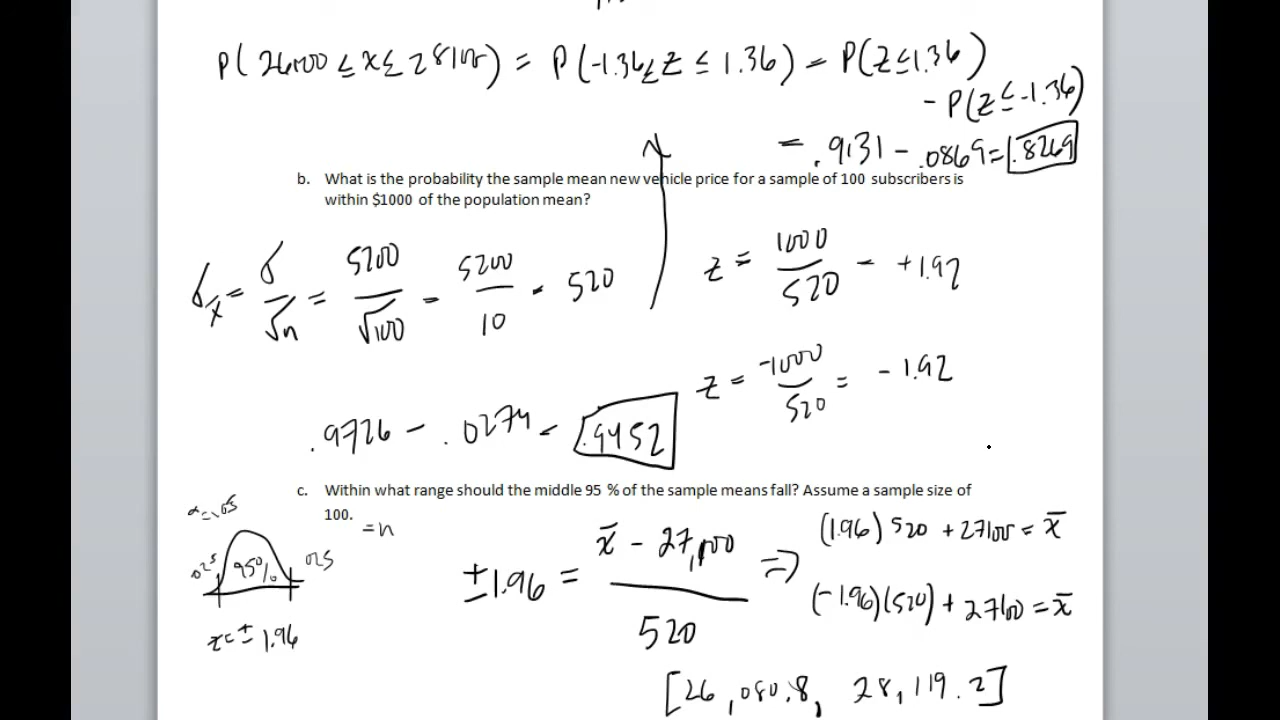 P(26100 ≤ x ≤ 28100) = P(-1.36 ≤ Z ≤ 1.36) = P(Z ≤ 1.36)
- P(Z ≤ -1.36)
= .9131 - .0869 = .8269
b. What is the probability the sample mean new vehicle price for a sample of 100 subscribers is
within $1000 of the population mean?
σx = σ/√n = 5200/√100 = 5200/10 = 520
z = 1000/520 = +1.92
z = -1000/520 = -1.92
.9726 - .0274 = .9452
c. Within what range should the middle 95 % of the sample means fall? Assume a sample size of
100. = n
α = .05
.025 95% .025
z = ± 1.96
±1.96 = x̄ - 27,100 / 520 ⇒
(1.96) 520 + 27100 = x̄
(-1.96)(520) + 27100 = x̄
[26,080.8, 28,119.2]